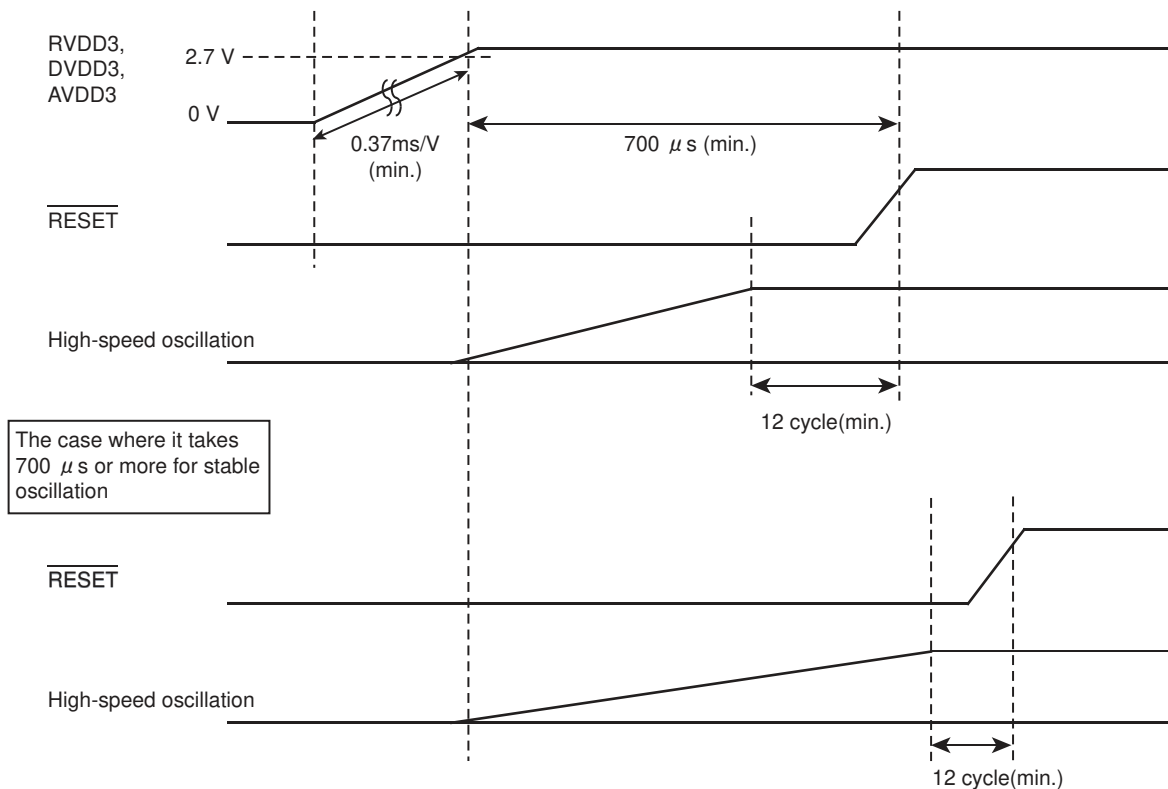 RVDD3,
DVDD3,
AVDD3
2.7 V
0 V
0.37ms/V
(min.)
700 μs (min.)
RESET
High-speed oscillation
12 cycle(min.)
The case where it takes
700 μs or more for stable
oscillation
RESET
High-speed oscillation
12 cycle(min.)